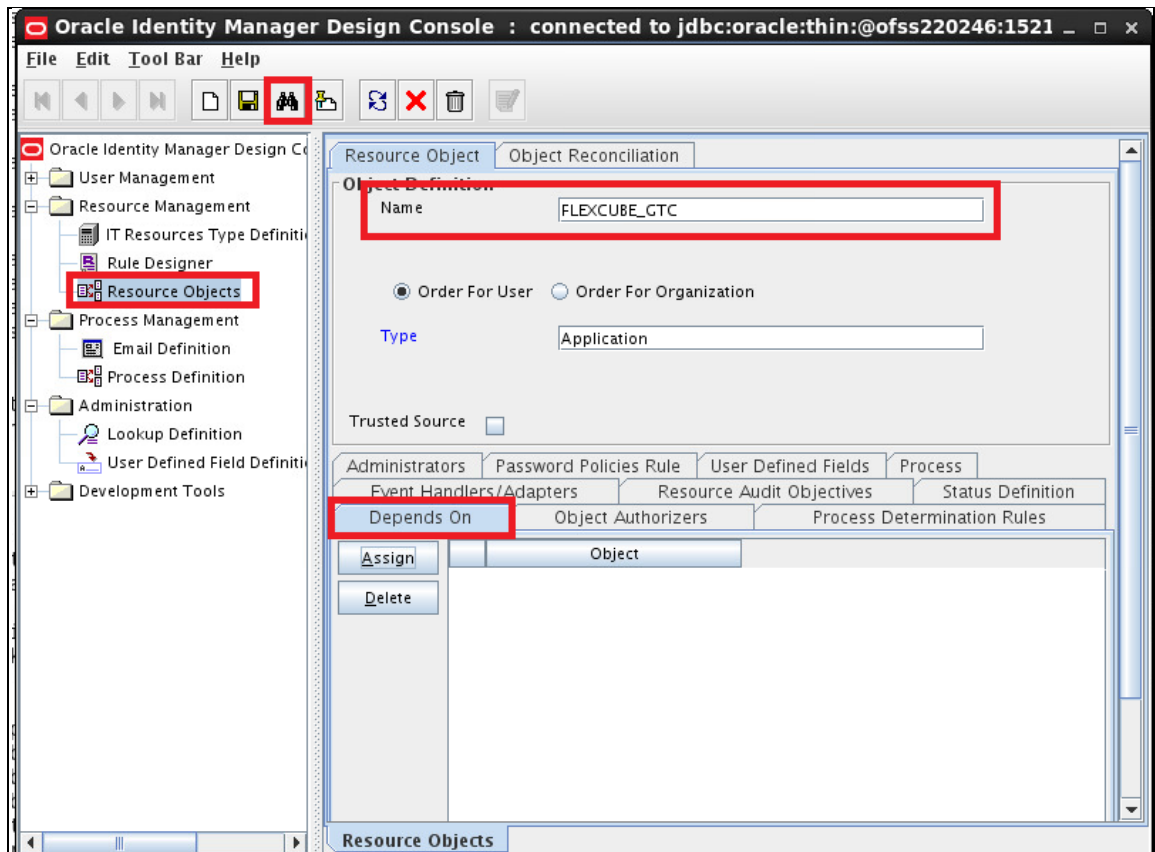 Oracle Identity Manager Design Console : connected to jdbc:oracle:thin:@ofss220246:1521
File Edit Tool Bar Help
Oracle Identity Manager Design Co
User Management
Resource Management
IT Resources Type Definiti
Rule Designer
Resource Objects
Process Management
Email Definition
Process Definition
Administration
Lookup Definition
User Defined Field Definiti
Development Tools
Resource Object Object Reconciliation
Object Definition
Name FLEXCUBE_GTC
Order For User Order For Organization
Type Application
Trusted Source
Administrators Password Policies Rule User Defined Fields Process
Event Handlers/Adapters Resource Audit Objectives Status Definition
Depends On Object Authorizers Process Determination Rules
Assign Object
Delete
Resource Objects